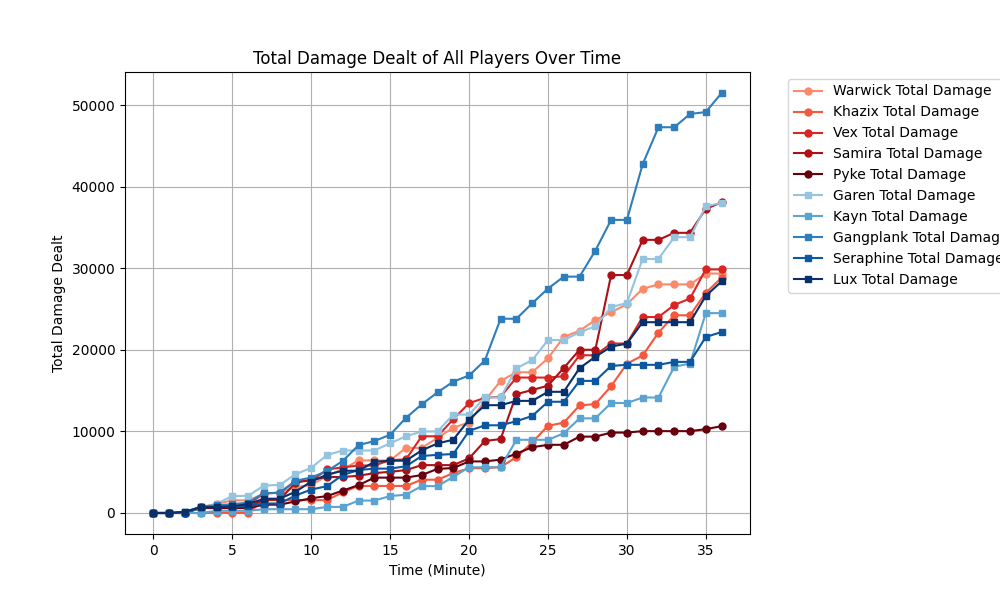 Total Damage Dealt of All Players Over Time
Total Damage Dealt
50000
40000
30000
20000
10000
0
0 5 10 15 20 25 30 35
Time (Minute)
Warwick Total Damage
Khazix Total Damage
Vex Total Damage
Samira Total Damage
Pyke Total Damage
Garen Total Damage
Kayn Total Damage
Gangplank Total Damag
Seraphine Total Damage
Lux Total Damage